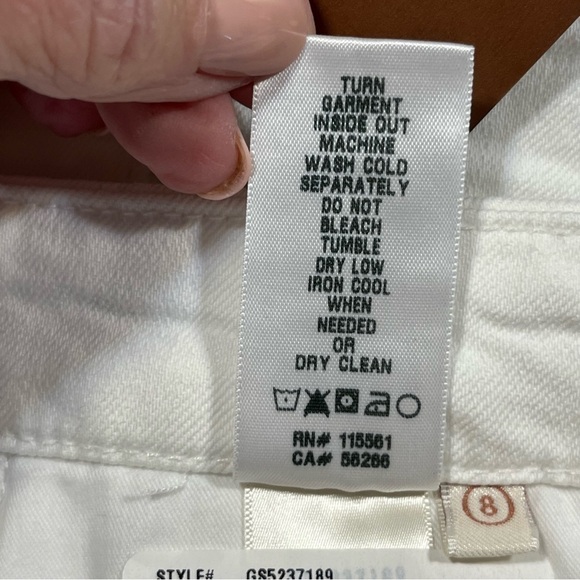 TURN
GARMENT
INSIDE OUT
MACHINE
WASH COLD
SEPARATELY
DO NOT
BLEACH
TUMBLE
DRY LOW
IRON COOL
WHEN
NEEDED
OR
DRY CLEAN
RN# 115561
CA# 56266
8
STYLE# GS5237189